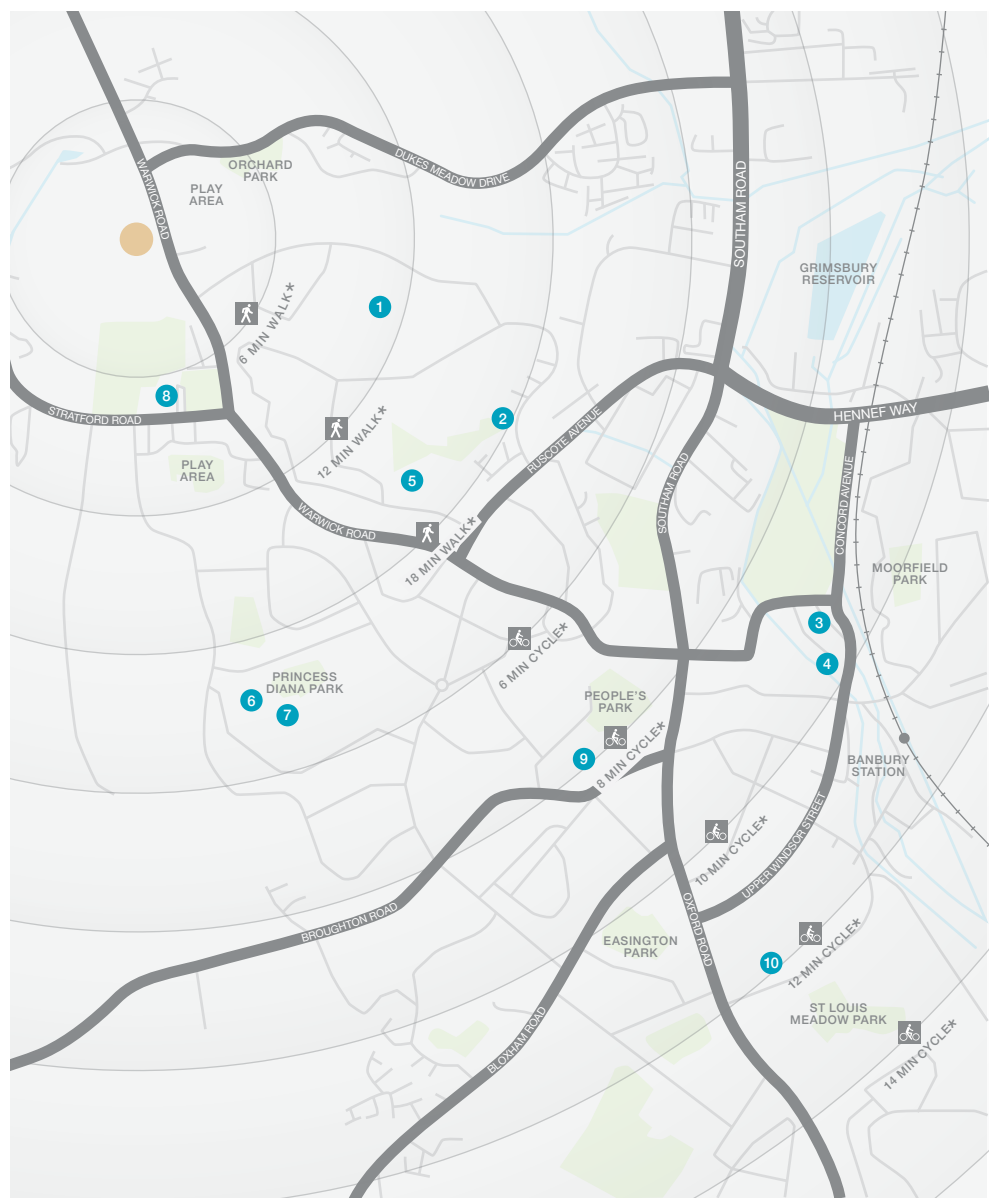 ORCHARD
PARK
PLAY
AREA
WARWICK ROAD
DUKES MEADOW DRIVE
SOUTHAM ROAD
GRIMSBURY
RESERVOIR
6 MIN WALK*
1
8
STRATFORD ROAD
12 MIN WALK*
2
RUSCOTE AVENUE
HENNEF WAY
PLAY
AREA
5
WARWICK ROAD
18 MIN WALK*
SOUTHAM ROAD
CONCORD AVENUE
MOORFIELD
PARK
3
4
6 MIN CYCLE*
PRINCESS
DIANA PARK
6
7
PEOPLE'S
PARK
9
8 MIN CYCLE*
BANBURY
STATION
10 MIN CYCLE*
UPPER WINDSOR STREET
BROUGHTON ROAD
OXFORD ROAD
EASINGTON
PARK
10
12 MIN CYCLE*
ST LOUIS
MEADOW PARK
BLOXHAM ROAD
14 MIN CYCLE*